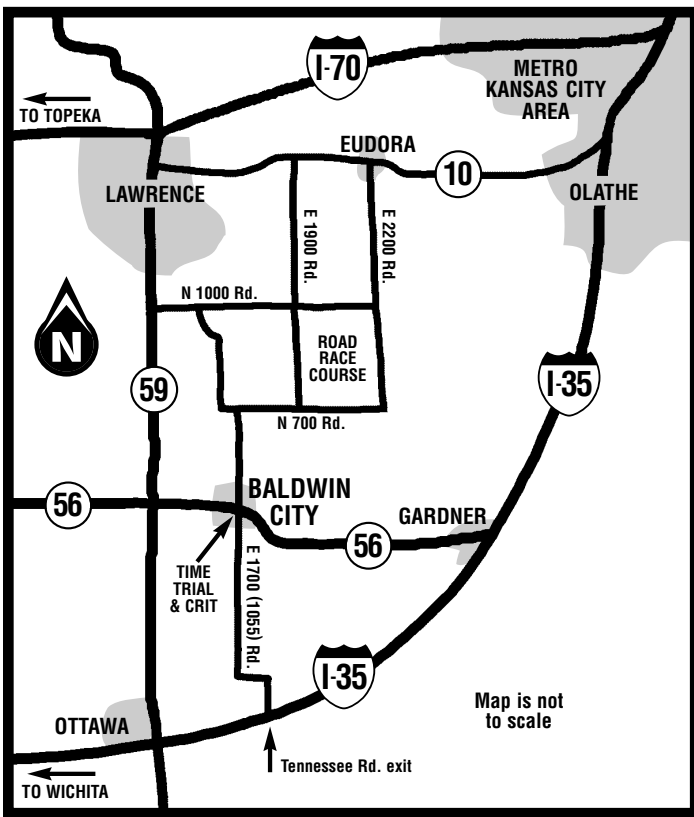 I-70
METRO
KANSAS CITY
AREA
TO TOPEKA
EUDORA
10
LAWRENCE
OLATHE
E 1900 Rd.
E 2200 Rd.
N 1000 Rd.
N
ROAD
RACE
COURSE
59
I-35
N 700 Rd.
56
BALDWIN
CITY
GARDNER
56
TIME
TRIAL
& CRIT
E 1700 (1055) Rd.
I-35
Map is not
to scale
OTTAWA
Tennessee Rd. exit
TO WICHITA